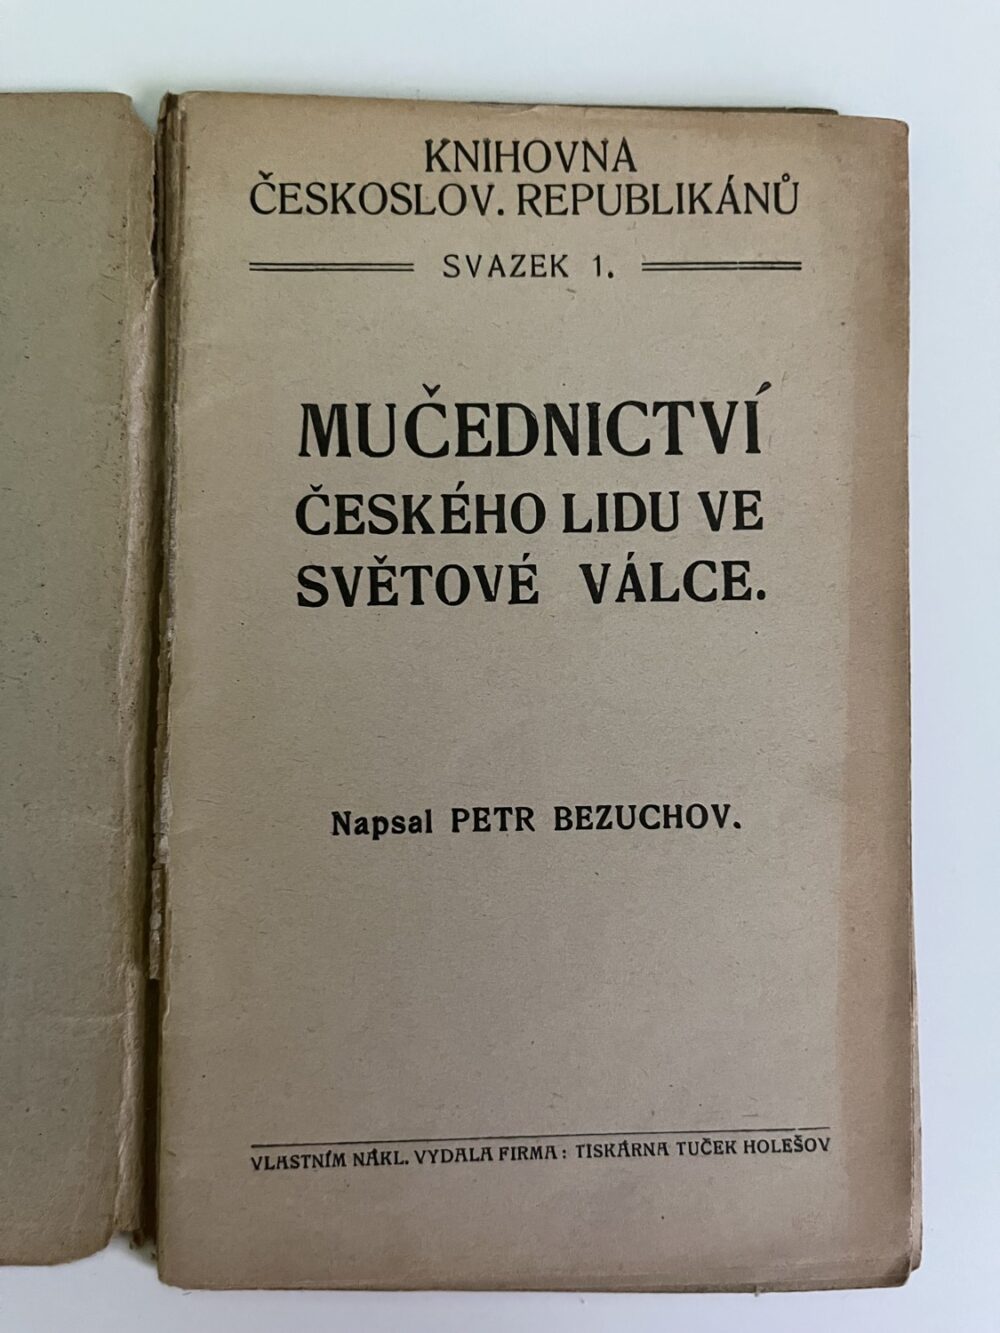 KNIHOVNA
ČESKOSLOV. REPUBLIKÁNŮ
SVAZEK 1.
MUČEDNICTVÍ
ČESKÉHO LIDU VE
SVĚTOVÉ VÁLCE.
Napsal PETR BEZUCHOV.
VLASTNÍM NÁKL. VYDALA FIRMA: TISKÁRNA TUČEK HOLEŠOV